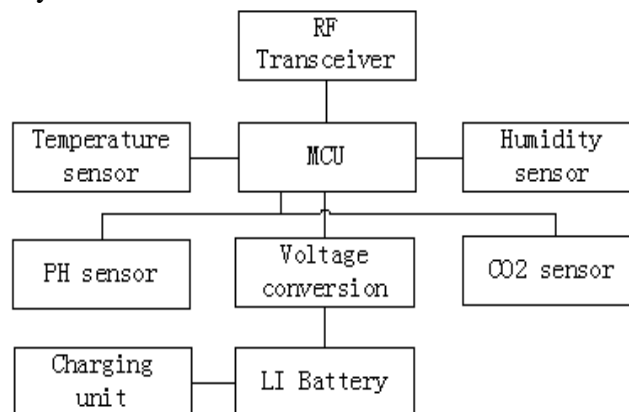 RF
Transceiver
Temperature
sensor
MCU
Humidity
sensor
PH sensor
Voltage
conversion
CO2 sensor
Charging
unit
LI Battery